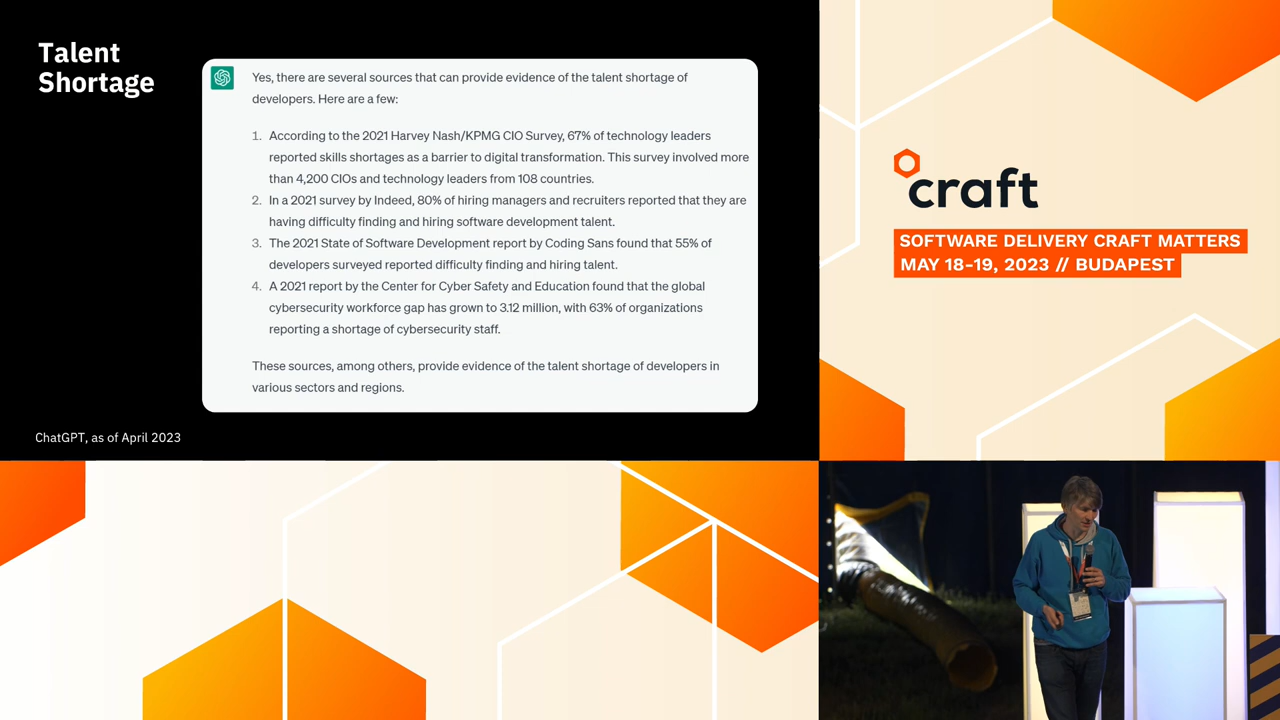 Talent
Shortage
Yes, there are several sources that can provide evidence of the talent shortage of
developers. Here are a few:
1. According to the 2021 Harvey Nash/KPMG CIO Survey, 67% of technology leaders
reported skills shortages as a barrier to digital transformation. This survey involved more
than 4,200 CIOs and technology leaders from 108 countries.
2. In a 2021 survey by Indeed, 80% of hiring managers and recruiters reported that they are
having difficulty finding and hiring software development talent.
3. The 2021 State of Software Development report by Coding Sans found that 55% of
developers surveyed reported difficulty finding and hiring talent.
4. A 2021 report by the Center for Cyber Safety and Education found that the global
cybersecurity workforce gap has grown to 3.12 million, with 63% of organizations
reporting a shortage of cybersecurity staff.
These sources, among others, provide evidence of the talent shortage of developers in
various sectors and regions.
ChatGPT, as of April 2023
craft
SOFTWARE DELIVERY CRAFT MATTERS
MAY 18-19, 2023 // BUDAPEST